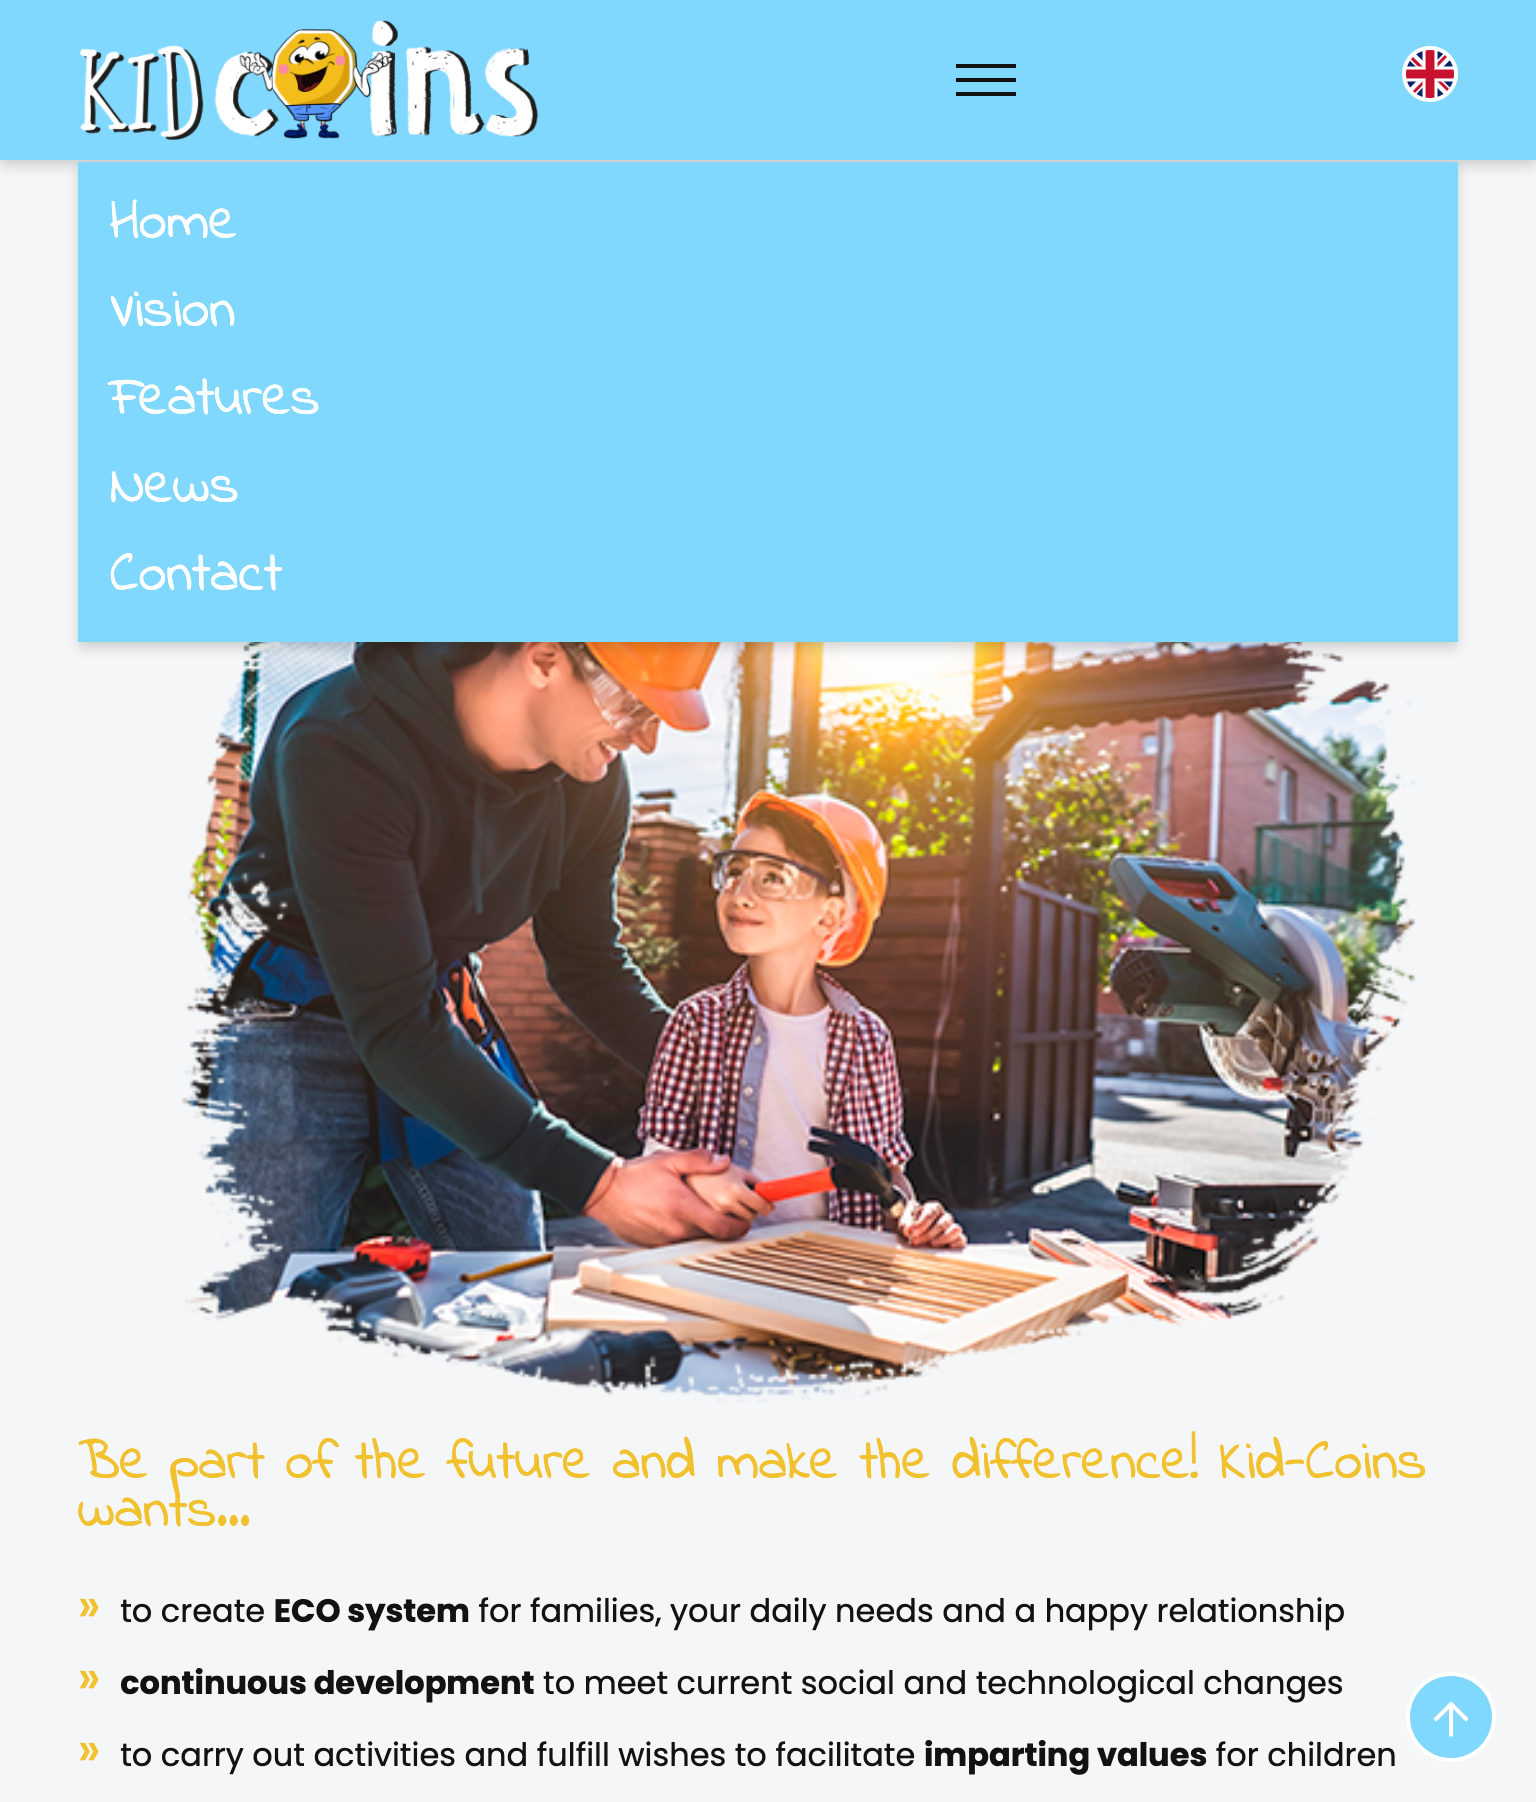 KID coins
Home
Vision
Features
News
Contact
Be part of the future and make the difference! Kid-Coins
wants...
» to create ECO system for families, your daily needs and a happy relationship
» continuous development to meet current social and technological changes
» to carry out activities and fulfill wishes to facilitate imparting values for children